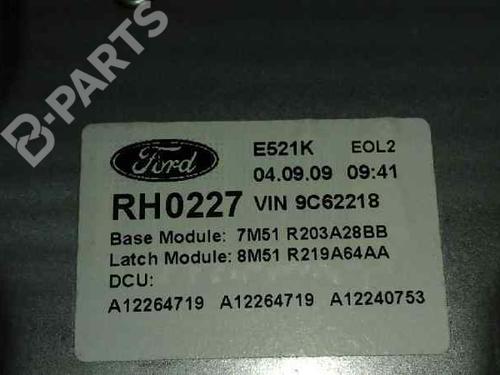 B-PARTS
Ford
E521K EOL2
04.09.09 09:41
RH0227 VIN 9C62218
Base Module: 7M51 R203A28BB
Latch Module: 8M51 R219A64AA
DCU:
A12264719 A12264719 A12240753